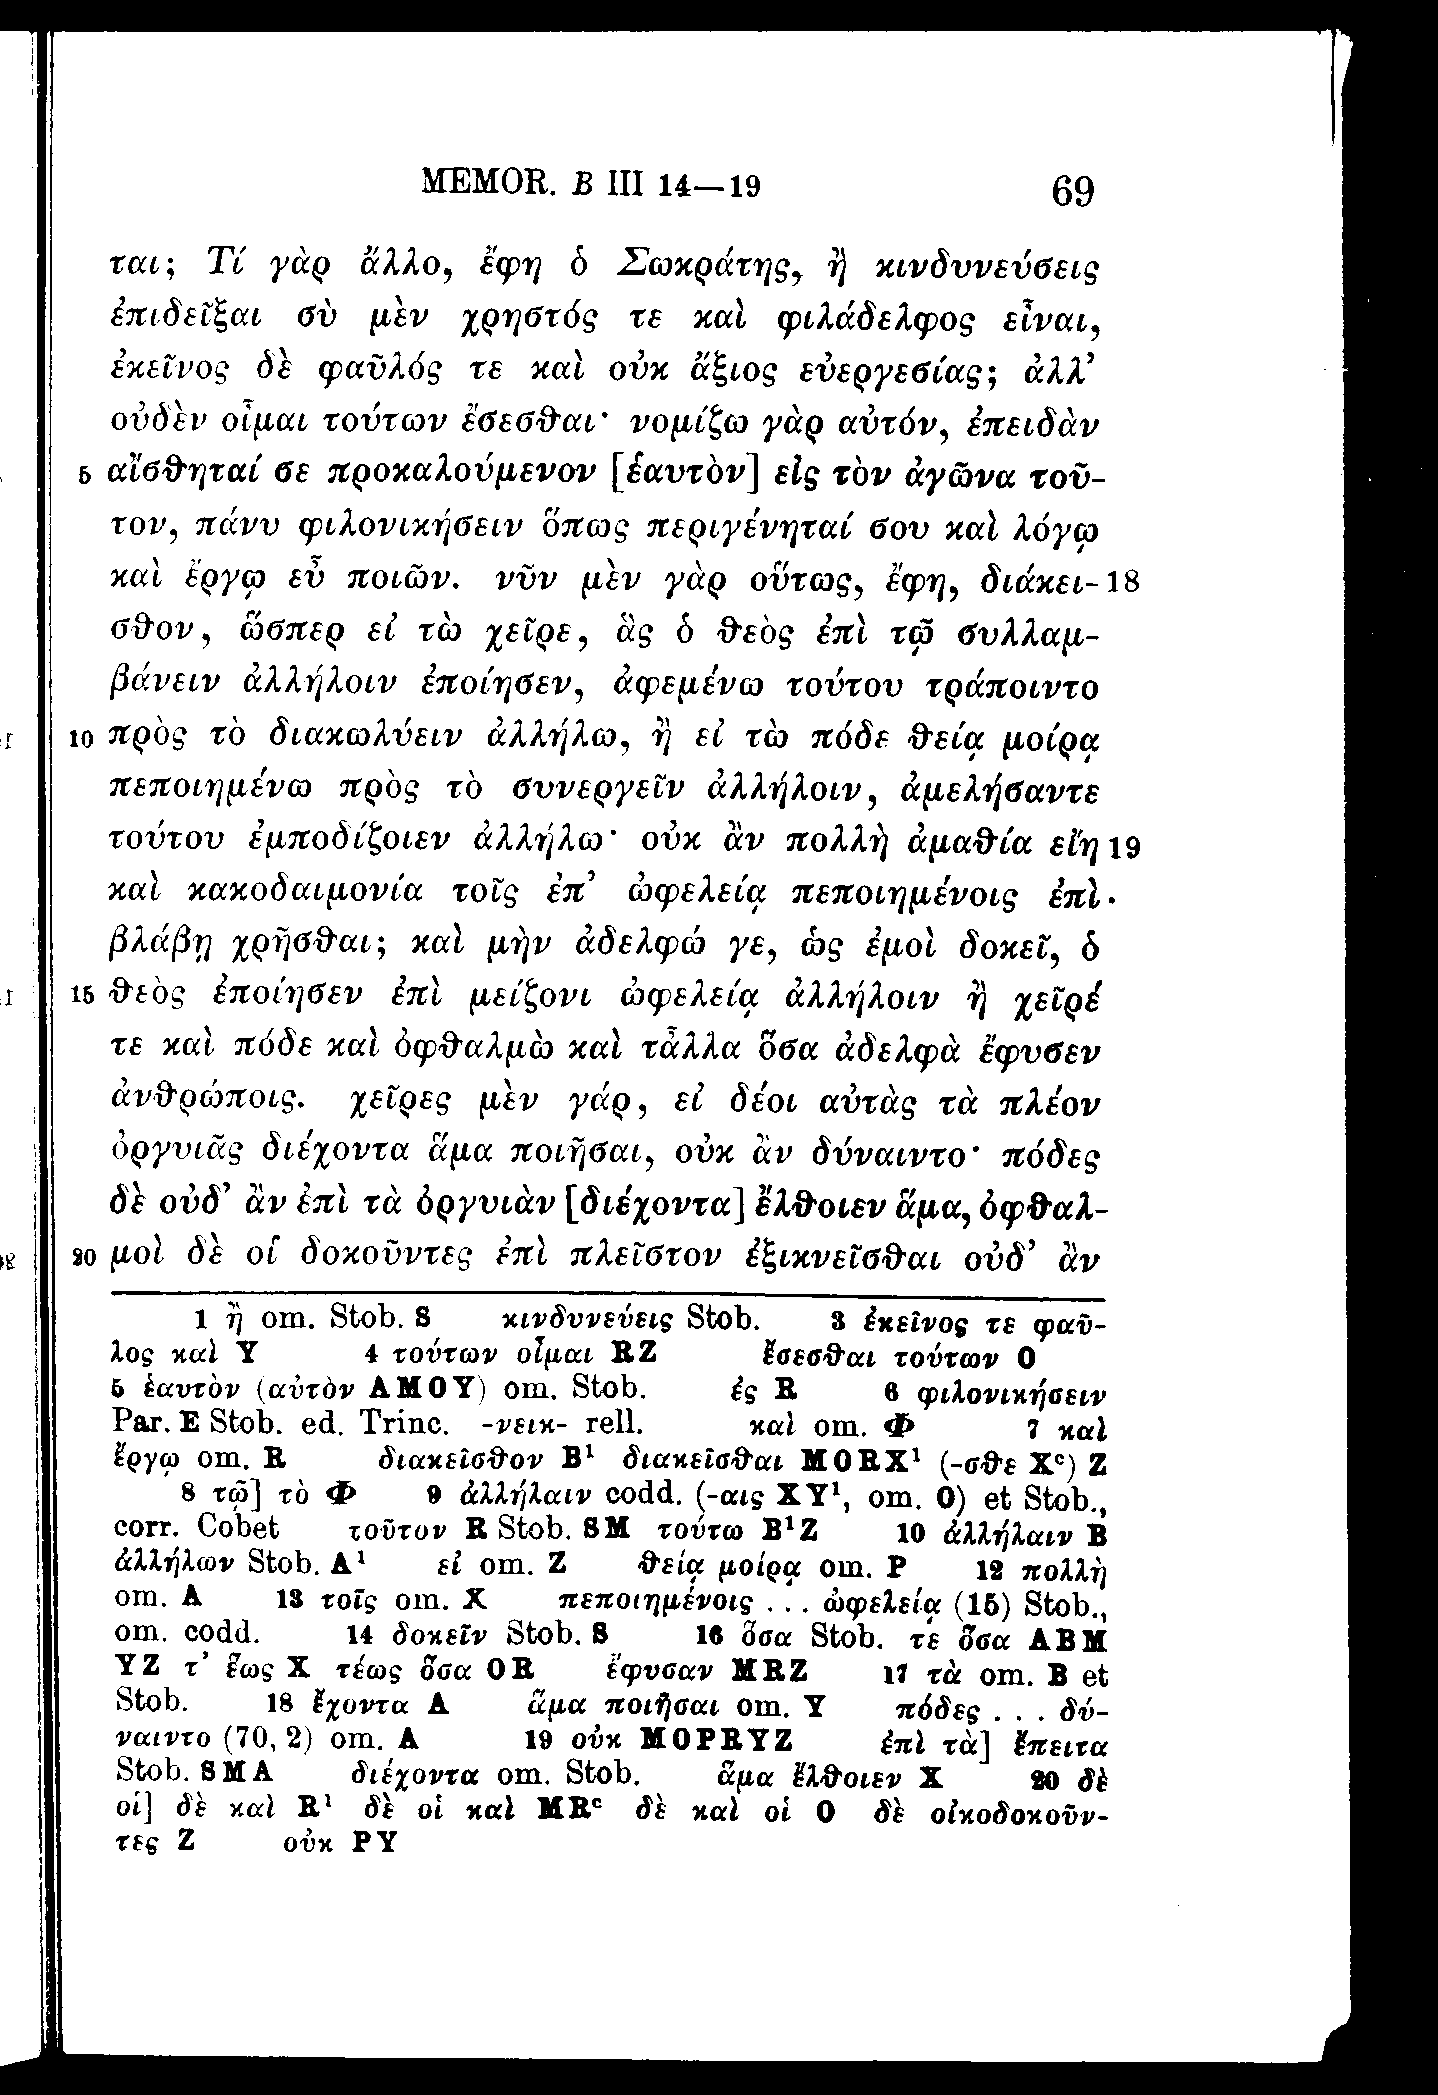 MEMOR. B III 14—19 69
ται; Τί γὰρ ἄλλο, ἔφη ὁ Σωκράτης, ἢ κινδυνεύσεις
ἐπιδεῖξαι σὺ μὲν χρηστός τε καὶ φιλάδελφος εἶναι,
ἐκεῖνος δὲ φαῦλός τε καὶ οὐκ ἄξιος εὐεργεσίας; ἀλλ’
οὐδὲν οἶμαι τούτων ἔσεσθαι· νομίζω γὰρ αὐτόν, ἐπειδὰν
5 αἴσθηταί σε προκαλούμενον [ἑαυτὸν] εἰς τὸν ἀγῶνα τοῦ-
τον, πάνυ φιλονικήσειν ὅπως περιγένηταί σου καὶ λόγῳ
καὶ ἔργῳ εὖ ποιῶν. νῦν μὲν γὰρ οὕτως, ἔφη, διάκει- 18
σθον, ὥσπερ εἰ τὼ χεῖρε, ἃς ὁ θεὸς ἐπὶ τῷ συλλαμ-
βάνειν ἀλλήλοιν ἐποίησεν, ἀφεμένω τούτου τράποιντο
10 πρὸς τὸ διακωλύειν ἀλλήλω, ἢ εἰ τὼ πόδε θείᾳ μοίρᾳ
πεποιημένω πρὸς τὸ συνεργεῖν ἀλλήλοιν, ἀμελήσαντε
τούτου ἐμποδίζοιεν ἀλλήλω· οὐκ ἂν πολλὴ ἀμαθία εἴη 19
καὶ κακοδαιμονία τοῖς ἐπ’ ὠφελείᾳ πεποιημένοις ἐπὶ
βλάβῃ χρῆσθαι; καὶ μὴν ἀδελφώ γε, ὡς ἐμοὶ δοκεῖ, ὁ
15 θεὸς ἐποίησεν ἐπὶ μείζονι ὠφελείᾳ ἀλλήλοιν ἢ χεῖρέ
τε καὶ πόδε καὶ ὀφθαλμὼ καὶ τἆλλα ὅσα ἀδελφὰ ἔφυσεν
ἀνθρώποις. χεῖρες μὲν γάρ, εἰ δέοι αὐτὰς τὰ πλέον
ὀργυιᾶς διέχοντα ἅμα ποιῆσαι, οὐκ ἂν δύναιντο· πόδες
δὲ οὐδ’ ἂν ἐπὶ τὰ ὀργυιὰν [διέχοντα] ἔλθοιεν ἅμα, ὀφθαλ-
20 μοὶ δὲ οἱ δοκοῦντες ἐπὶ πλεῖστον ἐξικνεῖσθαι οὐδ’ ἂν
1 ἢ om. Stob. S κινδυνεύεις Stob. 3 ἐκεῖνος τε φαῦ-
λος καὶ Y 4 τούτων οἶμαι RZ ἔσεσθαι τούτων O
5 ἑαυτὸν (αὐτὸν AMOY) om. Stob. ἐς R 6 φιλονικήσειν
Par. E Stob. ed. Trinc. -νεικ- rell. καὶ om. Φ 7 καὶ
ἔργῳ om. R διακεῖσθον B¹ διακεῖσθαι MORX¹ (-σθε Xᶜ) Z
8 τῷ] τὸ Φ 9 ἀλλήλαιν codd. (-αις XY¹, om. O) et Stob.,
corr. Cobet τοῦτον R Stob. SM τούτω B¹Z 10 ἀλλήλαιν B
ἀλλήλων Stob. A¹ εἰ om. Z θείᾳ μοίρᾳ om. P 12 πολλὴ
om. A 13 τοῖς om. X πεποιημένοις ... ὠφελείᾳ (15) Stob.,
om. codd. 14 δοκεῖν Stob. S 16 ὅσα Stob. τε ὅσα ABM
YZ τ’ ἕως X τέως ὅσα OR ἔφυσαν MRZ 17 τὰ om. B et
Stob. 18 ἔχοντα A ἅμα ποιῆσαι om. Y πόδες ... δύ-
ναιντο (70, 2) om. A 19 οὐκ MOPRYZ ἐπὶ τὰ] ἔπειτα
Stob. SMA διέχοντα om. Stob. ἅμα ἔλθοιεν X 20 δὲ
οἱ] δὲ καὶ R¹ δὲ οἱ καὶ MRᶜ δὲ καὶ οἱ O δὲ οἰκοδοκοῦν-
τες Z οὐκ PY